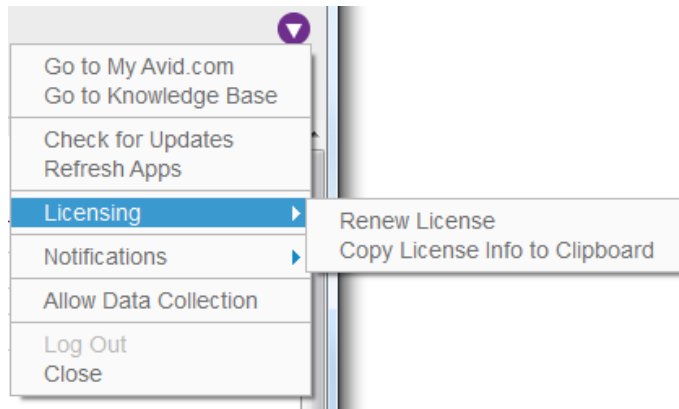 Go to My Avid.com
Go to Knowledge Base
Check for Updates
Refresh Apps
Licensing
Renew License
Copy License Info to Clipboard
Notifications
Allow Data Collection
Log Out
Close